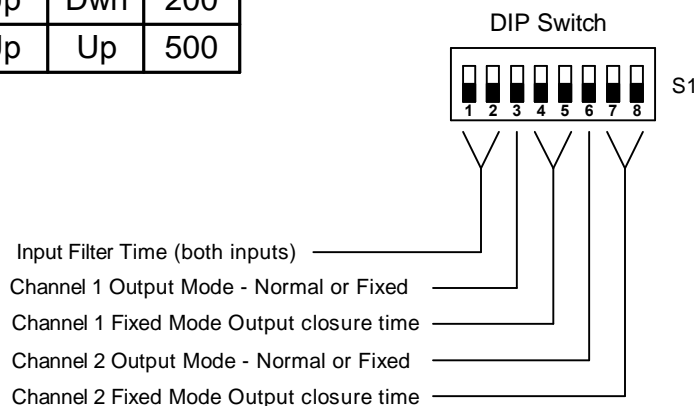 Dwn 200
Up 500
DIP Switch
S1
1 2 3 4 5 6 7 8
Input Filter Time (both inputs)
Channel 1 Output Mode - Normal or Fixed
Channel 1 Fixed Mode Output closure time
Channel 2 Output Mode - Normal or Fixed
Channel 2 Fixed Mode Output closure time